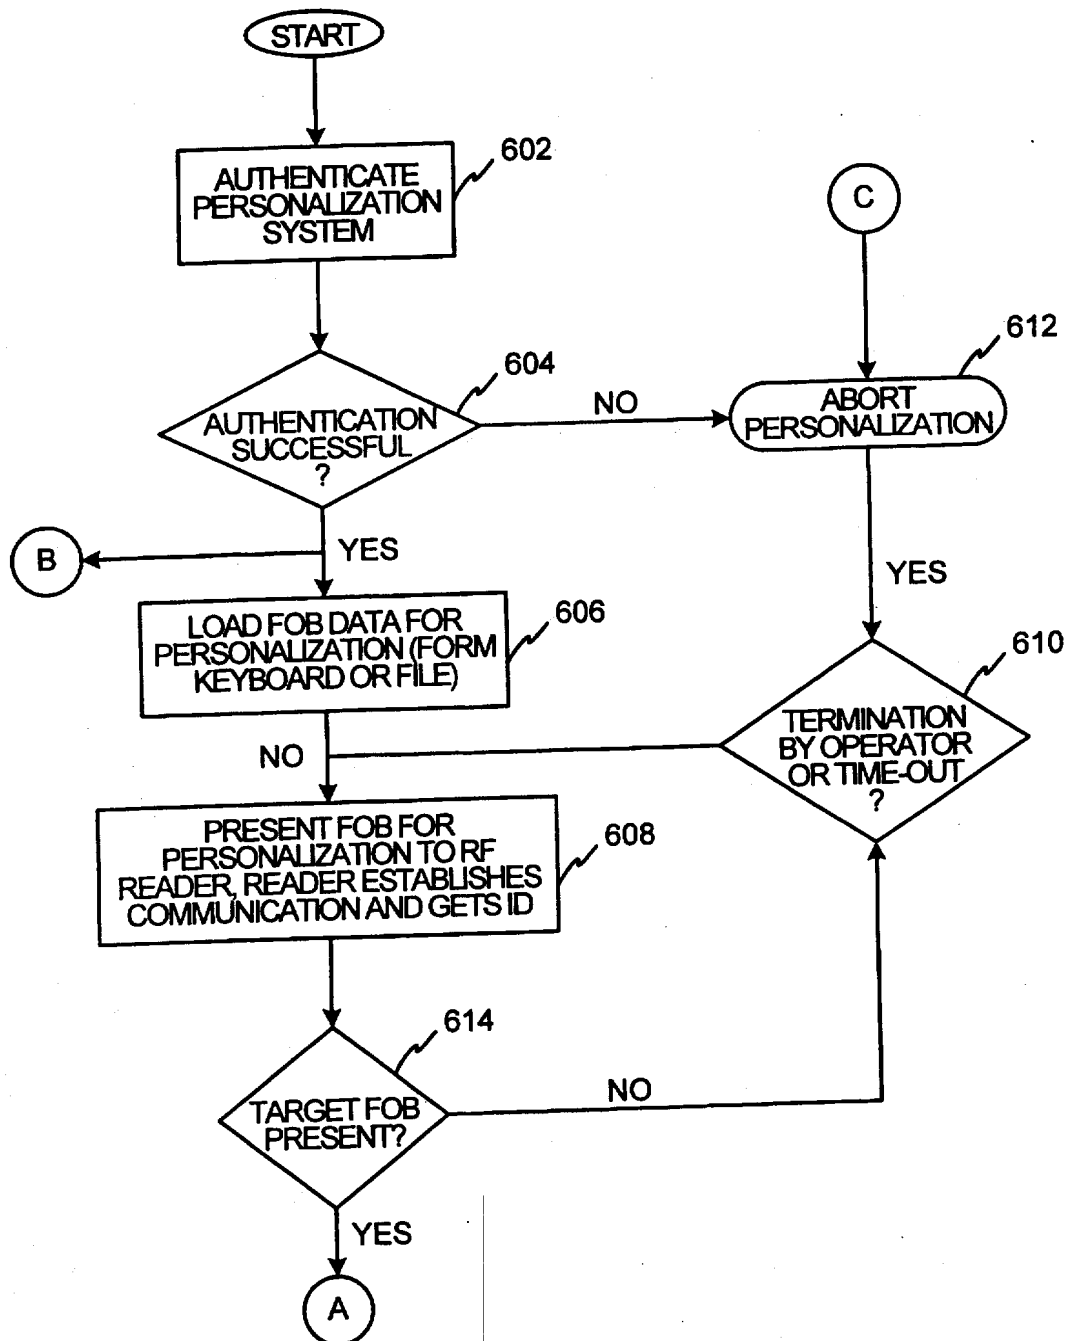 START
602
AUTHENTICATE
PERSONALIZATION
SYSTEM
C
612
604
NO
ABORT
PERSONALIZATION
AUTHENTICATION
SUCCESSFUL
?
B
YES
YES
606
LOAD FOB DATA FOR
PERSONALIZATION (FORM
KEYBOARD OR FILE)
610
TERMINATION
BY OPERATOR
OR TIME-OUT
?
NO
PRESENT FOB FOR
PERSONALIZATION TO RF
READER, READER ESTABLISHES
COMMUNICATION AND GETS ID
608
614
NO
TARGET FOB
PRESENT?
YES
A